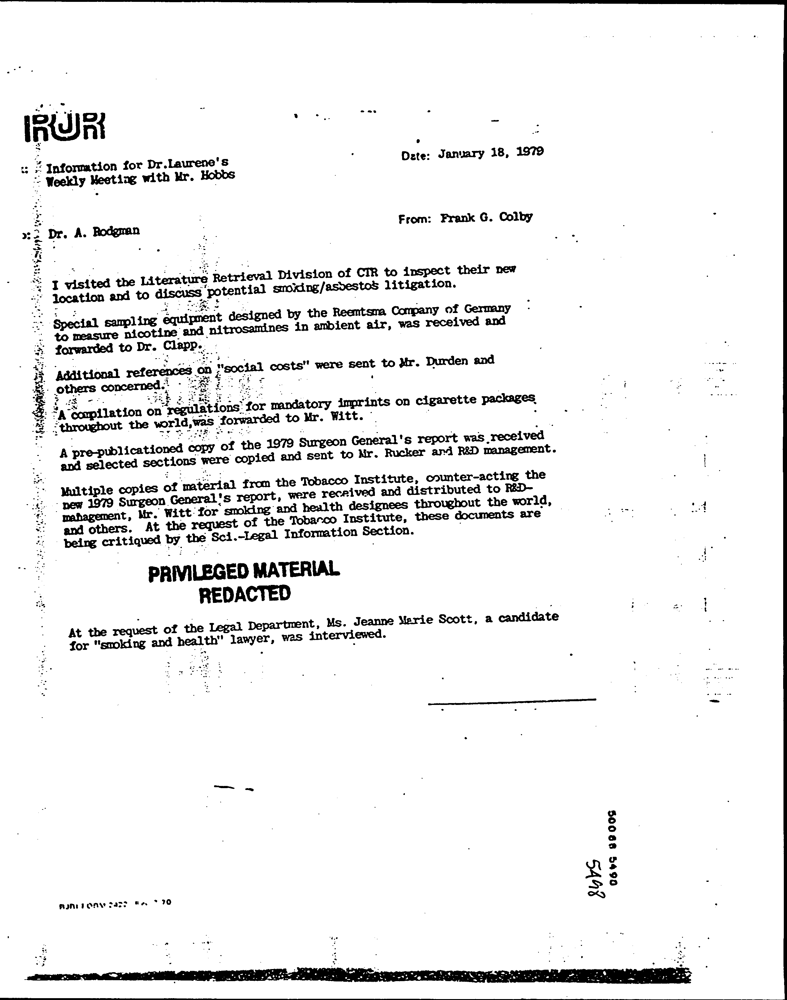 RJR
Date: January 18, 1979
Information for Dr.Laurene's
Weekly Meeting with Mr. Hobbs
From: Frank G. Colby
Dr. A. Rodgman
I visited the Literature Retrieval Division of CTR to inspect their new
location and to discuss potential smoking/asbestos litigation.
Special sampling equipment designed by the Reemtsma Company of Germany
to measure nicotine and nitrosamines in ambient air, was received and
forwarded to Dr. Clapp.
Additional references on "social costs" were sent to Mr. Durden and
others concerned.
A compilation on regulations for mandatory imprints on cigarette packages
throughout the world,was forwarded to Mr. Witt.
A pre-publicationed copy of the 1979 Surgeon General's report was received
and selected sections were copied and sent to Mr. Rucker and R&D management.
Multiple copies of material from the Tobacco Institute, counter-acting the
new 1979 Surgeon General's report, were received and distributed to R&D-
management, Mr. Witt for smoking and health designees throughout the world,
and others. At the request of the Tobacco Institute, these documents are
being critiqued by the Sci.-Legal Information Section.
PRIVILEGED MATERIAL
REDACTED
At the request of the Legal Department, Ms. Jeanne Marie Scott, a candidate
for "smoking and health" lawyer, was interviewed.
50088 5490
5498